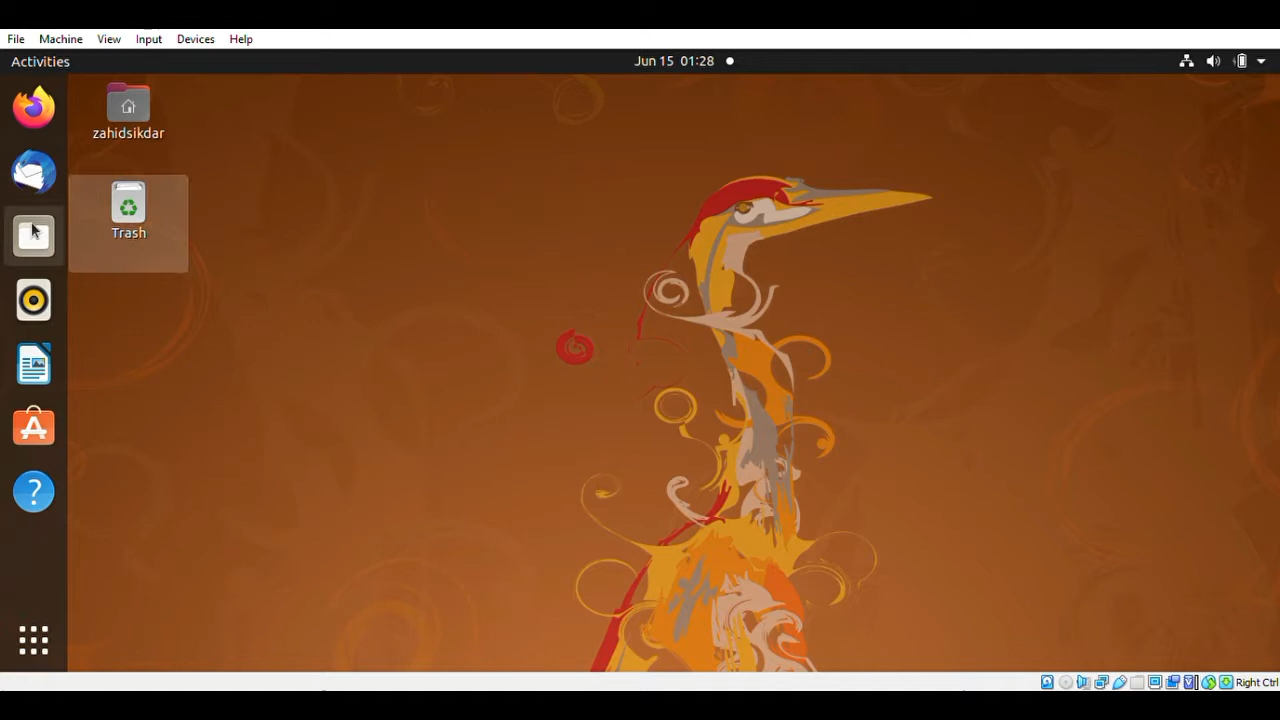 File Machine View Input Devices Help
Activities Jun 15 01:28
zahidsikdar
Trash
Right Ctrl